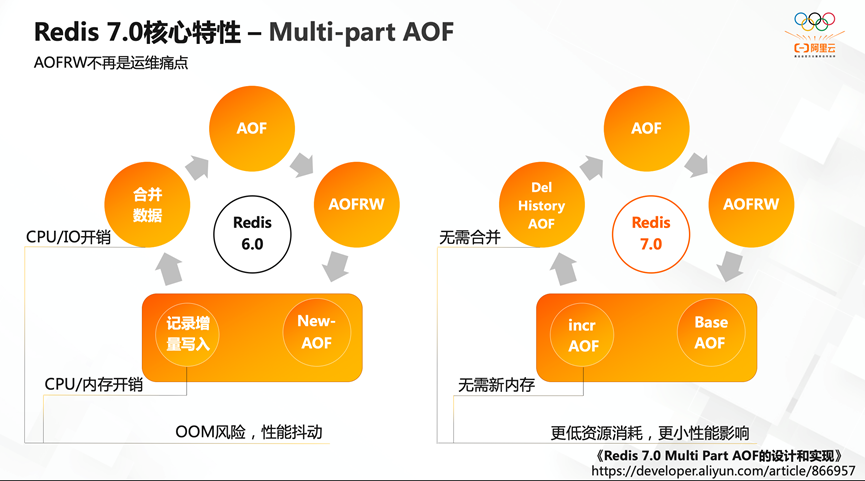 Redis 7.0核心特性 – Multi-part AOF
AOFRW不再是运维痛点
阿里云
AOF
合并
数据
AOFRW
Redis
6.0
CPU/IO开销
记录增
量写入
New-
AOF
CPU/内存开销
OOM风险，性能抖动
AOF
Del
History
AOF
AOFRW
Redis
7.0
无需合并
incr
AOF
Base
AOF
无需新内存
更低资源消耗，更小性能影响
《Redis 7.0 Multi Part AOF的设计和实现》
https://developer.aliyun.com/article/866957